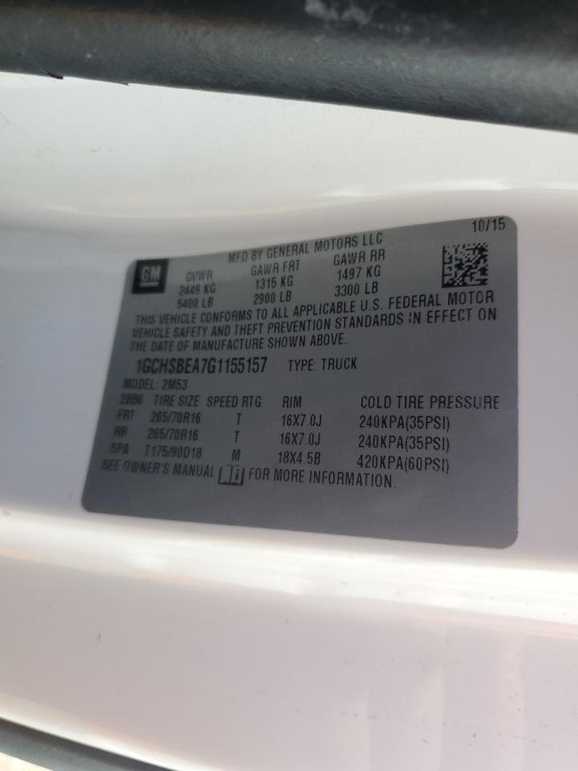 10/15
GM
MFD BY GENERAL MOTORS LLC
GVWR GAWR FRT GAWR RR
2449 KG 1315 KG 1497 KG
5400 LB 2900 LB 3300 LB
THIS VEHICLE CONFORMS TO ALL APPLICABLE U.S. FEDERAL MOTOR
VEHICLE SAFETY AND THEFT PREVENTION STANDARDS IN EFFECT ON
THE DATE OF MANUFACTURE SHOWN ABOVE.
1GCHSBEA7G1155157 TYPE: TRUCK
MODEL: 2M53
TIRE SIZE SPEED RTG RIM COLD TIRE PRESSURE
FRT 265/70R16 T 16X7.0J 240KPA(35PSI)
RR 265/70R16 T 16X7.0J 240KPA(35PSI)
SPA T175/90D18 M 18X4.5B 420KPA(60PSI)
SEE OWNER'S MANUAL FOR MORE INFORMATION.